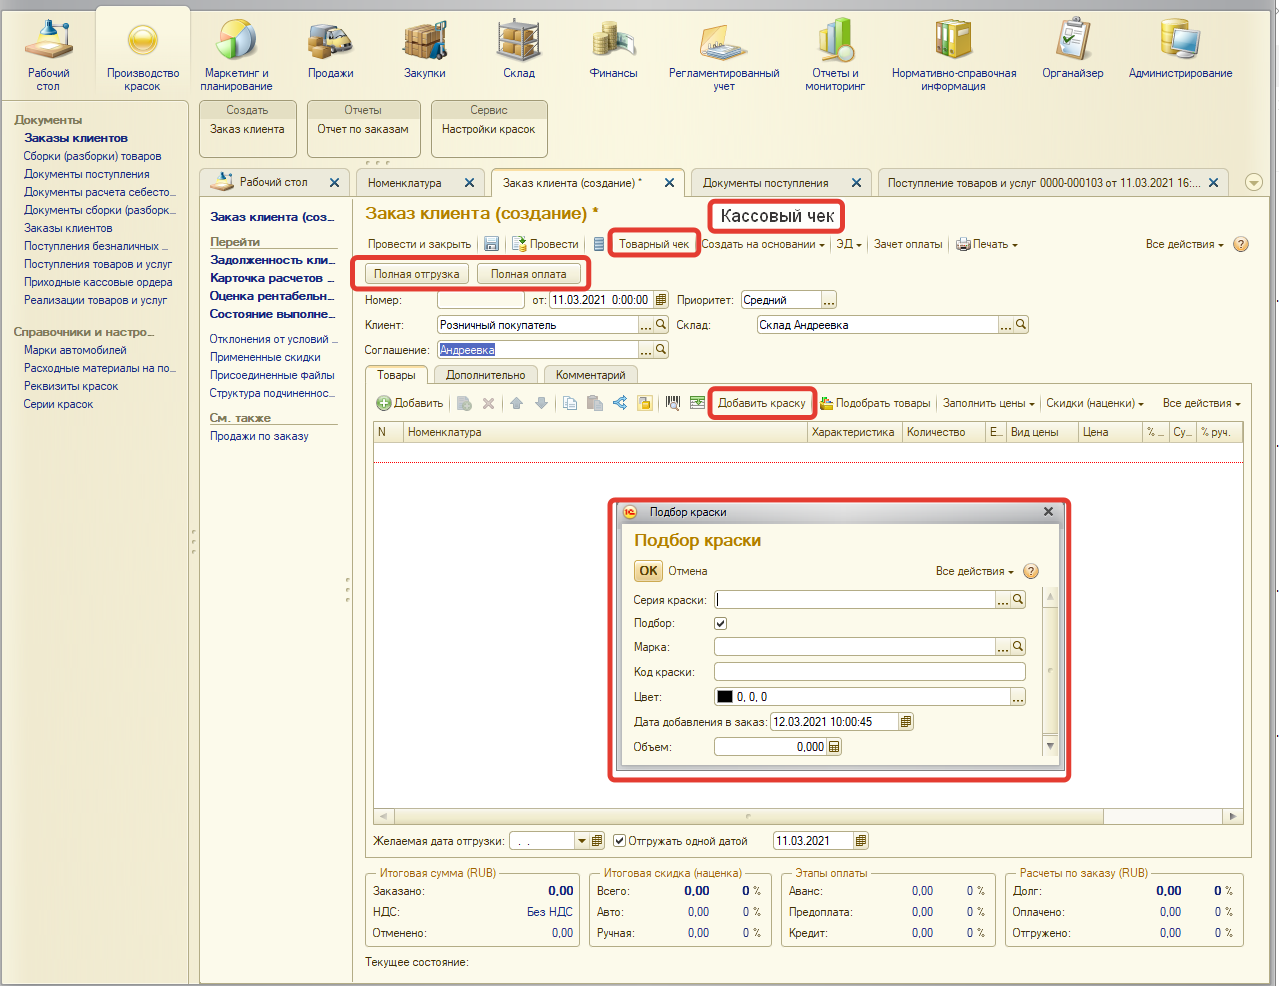 Рабочий стол
Производство красок
Маркетинг и планирование
Продажи
Закупки
Склад
Финансы
Регламентированный учет
Отчеты и мониторинг
Нормативно-справочная информация
Органайзер
Администрирование
Создать
Заказ клиента
Отчеты
Отчет по заказам
Сервис
Настройки красок
Документы
Заказы клиентов
Сборки (разборки) товаров
Документы поступления
Документы расчета себесто...
Документы сборки (разборк...
Заказы клиентов
Поступления безналичных ...
Поступления товаров и услуг
Приходные кассовые ордера
Реализации товаров и услуг
Справочники и настро...
Марки автомобилей
Расходные материалы на по...
Реквизиты красок
Серии красок
Рабочий стол
Номенклатура
Заказ клиента (создание) *
Документы поступления
Поступление товаров и услуг 0000-000103 от 11.03.2021 16:...
Заказ клиента (соз...
Перейти
Задолженность кли...
Карточка расчетов ...
Оценка рентабельн...
Состояние выполне...
Отклонения от условий ...
Примененные скидки
Присоединенные файлы
Структура подчиненнос...
См. также
Продажи по заказу
Заказ клиента (создание) *
Кассовый чек
Провести и закрыть Провести Товарный чек Создать на основании ЭД Зачет оплаты Печать Все действия ?
Полная отгрузка Полная оплата
Номер: от: 11.03.2021 0:00:00 Приоритет: Средний ...
Клиент: Розничный покупатель ... Склад: Склад Андреевка ...
Соглашение: Андреевка ...
Товары Дополнительно Комментарий
Добавить Добавить краску Подобрать товары Заполнить цены Скидки (наценки) Все действия
N Номенклатура Характеристика Количество Е... Вид цены Цена % ... Су... % руч.
1С Подбор краски
Подбор краски
ОК Отмена Все действия ?
Серия краски: ...
Подбор:
Марка: ...
Код краски:
Цвет: 0, 0, 0 ...
Дата добавления в заказ: 12.03.2021 10:00:45
Объем: 0,000
Желаемая дата отгрузки: . . Отгружать одной датой 11.03.2021
Итоговая сумма (RUB) Итоговая скидка (наценка) Этапы оплаты Расчеты по заказу (RUB)
Заказано: 0,00 Всего: 0,00 0 % Аванс: 0,00 0 % Долг: 0,00 0 %
НДС: Без НДС Авто: 0,00 0 % Предоплата: 0,00 0 % Оплачено: 0,00 0 %
Отменено: 0,00 Ручная: 0,00 0 % Кредит: 0,00 0 % Отгружено: 0,00 0 %
Текущее состояние: